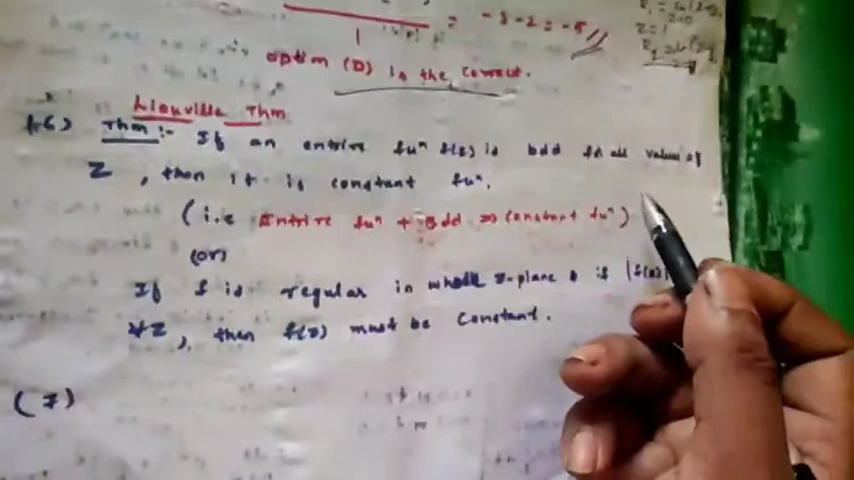 = -3-2 = -5 //
1
option (D) is the correct.
Liouville Thm
Thm :- If an entire fuⁿ f(z) is bdd for all values of
Z , then it is constant fuⁿ.
(i.e Entire fuⁿ + Bdd ⇒ Constant fuⁿ)
(or)
If f is regular in whole z-plane & if |f(z)|
∀Z , then f(z) must be constant.
(7)